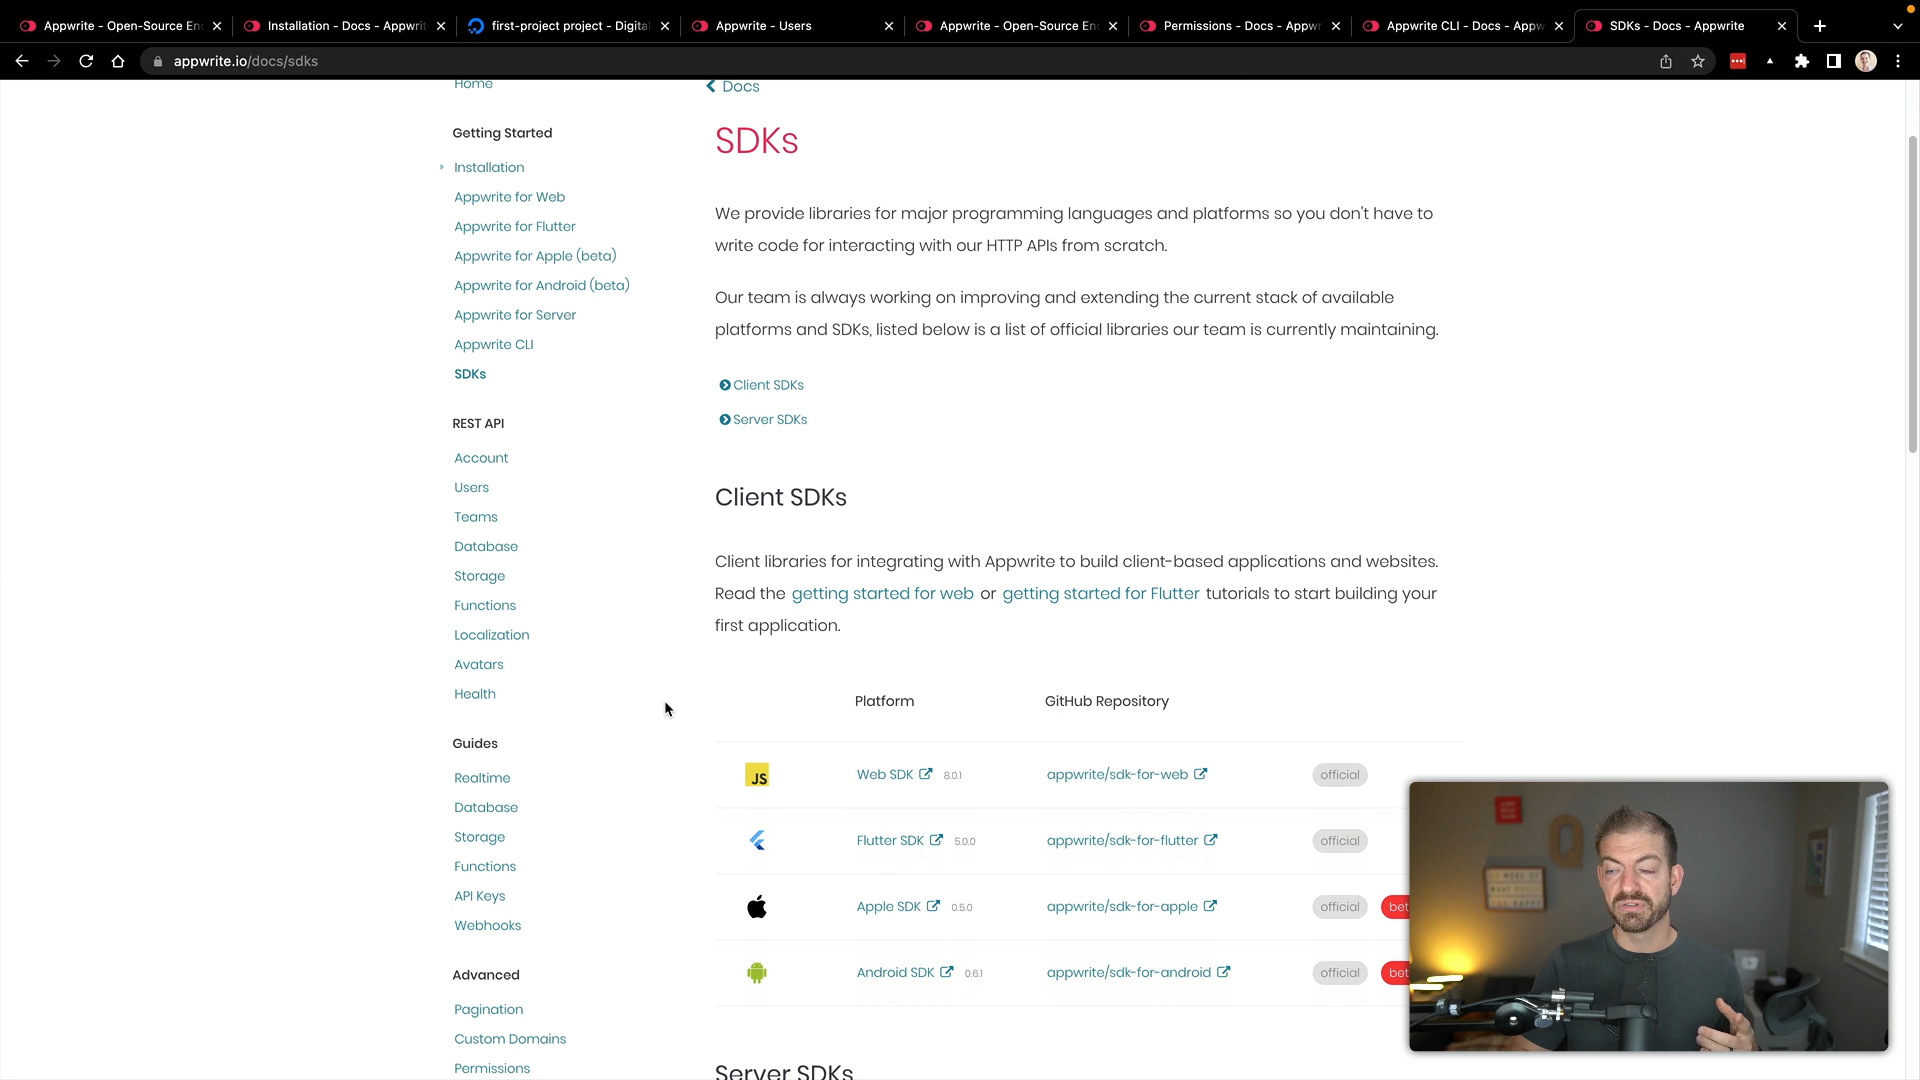 Appwrite - Open-Source En
Installation - Docs - Appwrit
first-project project - Digital
Appwrite - Users
Appwrite - Open-Source En
Permissions - Docs - Appwr
Appwrite CLI - Docs - Appw
SDKs - Docs - Appwrite
appwrite.io/docs/sdks
Home
Getting Started
Installation
Appwrite for Web
Appwrite for Flutter
Appwrite for Apple (beta)
Appwrite for Android (beta)
Appwrite for Server
Appwrite CLI
SDKs
REST API
Account
Users
Teams
Database
Storage
Functions
Localization
Avatars
Health
Guides
Realtime
Database
Storage
Functions
API Keys
Webhooks
Advanced
Pagination
Custom Domains
Permissions
Docs
SDKs
We provide libraries for major programming languages and platforms so you don't have to
write code for interacting with our HTTP APIs from scratch.
Our team is always working on improving and extending the current stack of available
platforms and SDKs, listed below is a list of official libraries our team is currently maintaining.
Client SDKs
Server SDKs
Client SDKs
Client libraries for integrating with Appwrite to build client-based applications and websites.
Read the getting started for web or getting started for Flutter tutorials to start building your
first application.
Platform GitHub Repository
JS Web SDK 8.0.1 appwrite/sdk-for-web official
Flutter SDK 5.0.0 appwrite/sdk-for-flutter official
Apple SDK 0.5.0 appwrite/sdk-for-apple official bet
Android SDK 0.6.1 appwrite/sdk-for-android official bet
Server SDKs